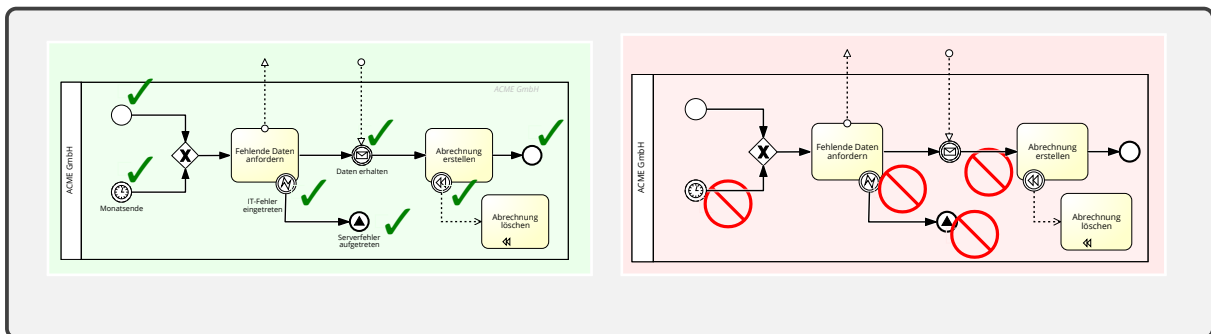 ACME GmbH
ACME GmbH
Fehlende Daten
anfordern
Daten erhalten
Abrechnung
erstellen
Monatsende
IT-Fehler
eingetreten
Serverfehler
aufgetreten
Abrechnung
löschen
ACME GmbH
Fehlende Daten
anfordern
Abrechnung
erstellen
Abrechnung
löschen